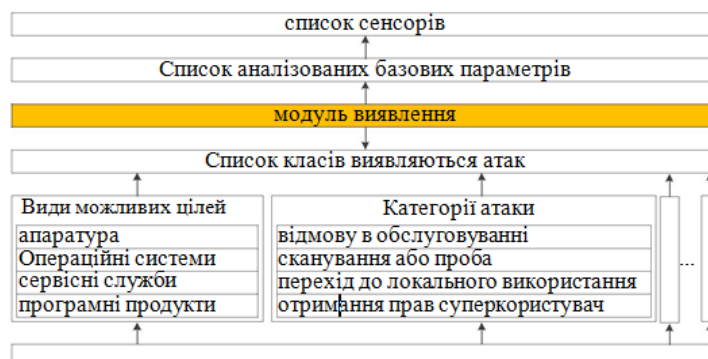 список сенсорів
Список аналізованих базових параметрів
модуль виявлення
Список класів виявляються атак
Види можливих цілей
апаратура
Операційні системи
сервісні служби
програмні продукти
Категорії атаки
відмову в обслуговуванні
сканування або проба
перехід до локального використання
отримання прав суперкористувач
...